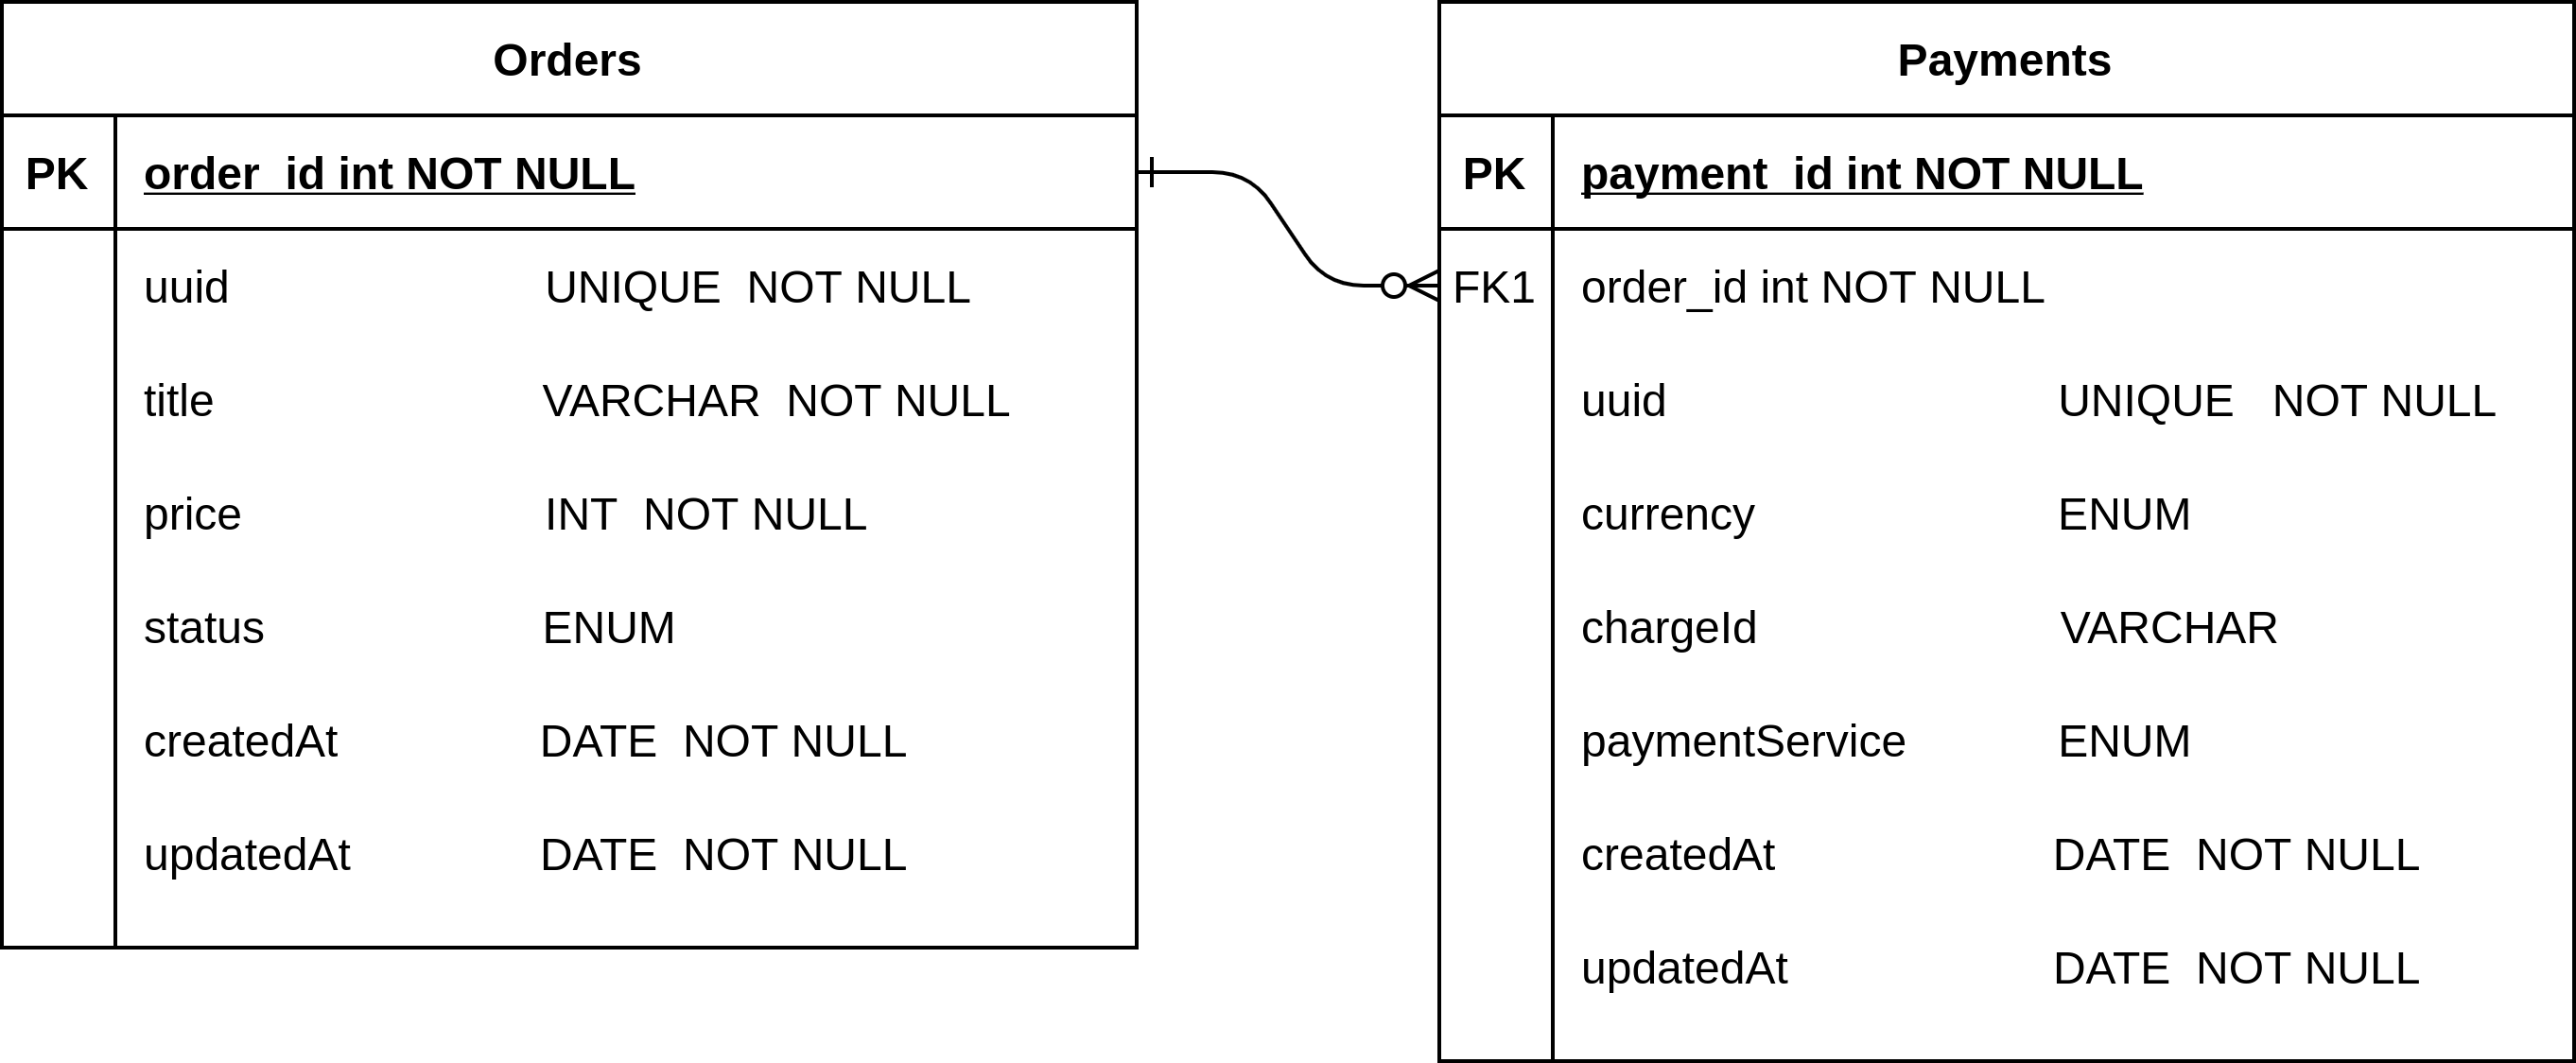 Orders
PK order_id int NOT NULL
uuid UNIQUE NOT NULL
title VARCHAR NOT NULL
price INT NOT NULL
status ENUM
createdAt DATE NOT NULL
updatedAt DATE NOT NULL
Payments
PK payment_id int NOT NULL
FK1 order_id int NOT NULL
uuid UNIQUE NOT NULL
currency ENUM
chargeId VARCHAR
paymentService ENUM
createdAt DATE NOT NULL
updatedAt DATE NOT NULL